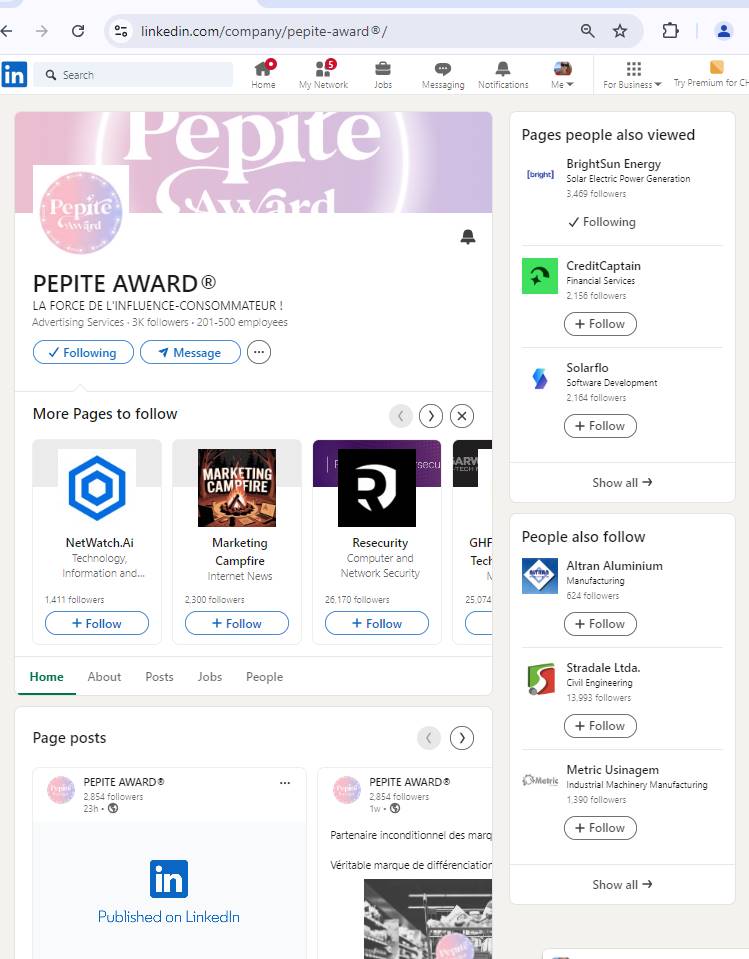 linkedin.com/company/pepite-award®/
in
Search
Home
5
My Network
Jobs
Messaging
Notifications
Me
For Business
Try Premium for
Pepite
Award
Pepite
Award
PEPITE AWARD®
LA FORCE DE L'INFLUENCE-CONSOMMATEUR !
Advertising Services · 3K followers · 201-500 employees
Following
Message
More Pages to follow
NetWatch.Ai
Technology,
Information and...
1,411 followers
+ Follow
MARKETING
CAMPFIRE
Marketing
Campfire
Internet News
2,300 followers
+ Follow
R
Resecurity
Computer and
Network Security
26,170 followers
+ Follow
GHF
Tech
25,074
Home
About
Posts
Jobs
People
Page posts
PEPITE AWARD®
2,854 followers
23h •
in
Published on LinkedIn
PEPITE AWARD®
2,854 followers
1w •
Partenaire inconditionnel des marq
Véritable marque de différenciation
Pepite
Pages people also viewed
[bright]
BrightSun Energy
Solar Electric Power Generation
3,469 followers
Following
CreditCaptain
Financial Services
2,156 followers
+ Follow
Solarflo
Software Development
2,164 followers
+ Follow
Show all →
People also follow
Altran Aluminium
Manufacturing
624 followers
+ Follow
Stradale Ltda.
Civil Engineering
13,993 followers
+ Follow
Metric
Metric Usinagem
Industrial Machinery Manufacturing
1,390 followers
+ Follow
Show all →